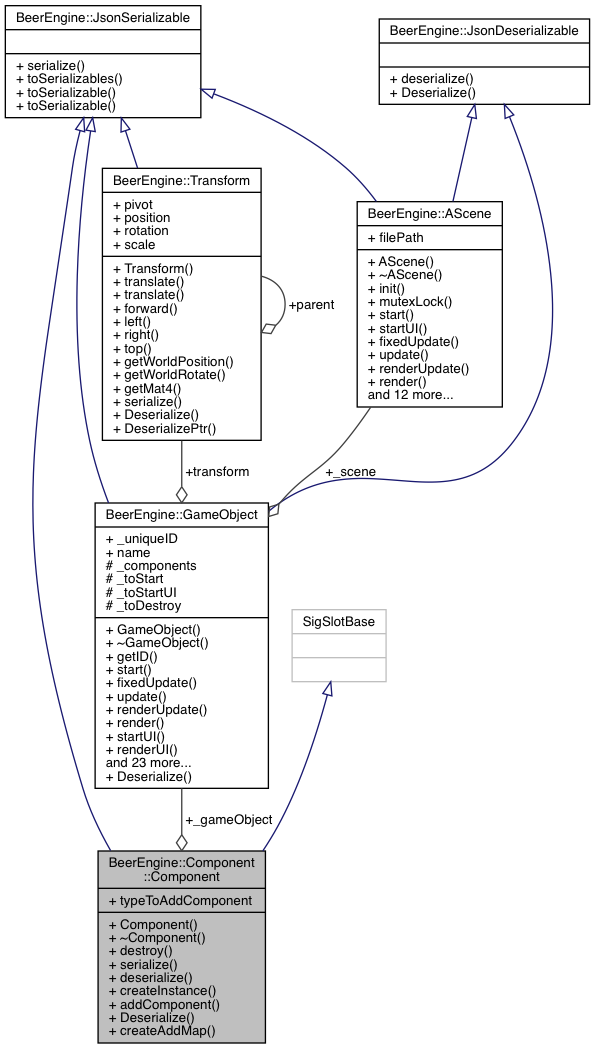 BeerEngine::JsonSerializable
+ serialize()
+ toSerializables()
+ toSerializable()
+ toSerializable()
BeerEngine::JsonDeserializable
+ deserialize()
+ Deserialize()
BeerEngine::Transform
+ pivot
+ position
+ rotation
+ scale
+ Transform()
+ translate()
+ translate()
+ forward()
+ left()
+ right()
+ top()
+ getWorldPosition()
+ getWorldRotate()
+ getMat4()
+ serialize()
+ Deserialize()
+ DeserializePtr()
+parent
BeerEngine::AScene
+ filePath
+ AScene()
+ ~AScene()
+ init()
+ mutexLock()
+ start()
+ startUI()
+ fixedUpdate()
+ update()
+ renderUpdate()
+ render()
and 12 more...
+transform
+_scene
BeerEngine::GameObject
+ _uniqueID
+ name
# _components
# _toStart
# _toStartUI
# _toDestroy
+ GameObject()
+ ~GameObject()
+ getID()
+ start()
+ fixedUpdate()
+ update()
+ renderUpdate()
+ render()
+ startUI()
+ renderUI()
and 23 more...
+ Deserialize()
SigSlotBase
+_gameObject
BeerEngine::Component
::Component
+ typeToAddComponent
+ Component()
+ ~Component()
+ destroy()
+ serialize()
+ deserialize()
+ createInstance()
+ addComponent()
+ Deserialize()
+ createAddMap()